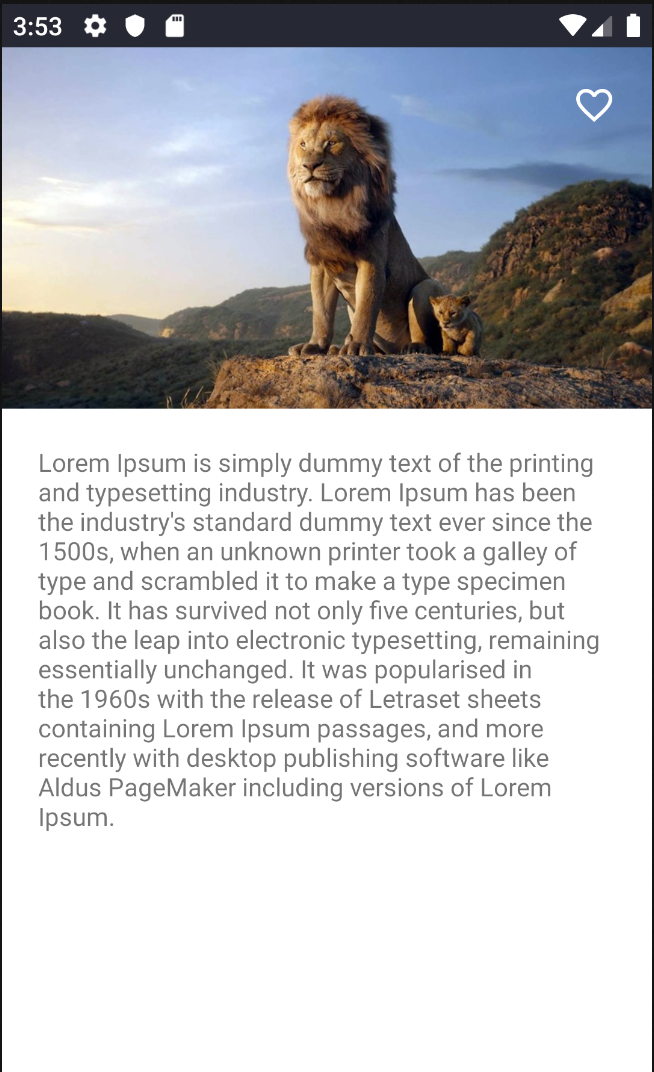 3:53
Lorem Ipsum is simply dummy text of the printing
and typesetting industry. Lorem Ipsum has been
the industry's standard dummy text ever since the
1500s, when an unknown printer took a galley of
type and scrambled it to make a type specimen
book. It has survived not only five centuries, but
also the leap into electronic typesetting, remaining
essentially unchanged. It was popularised in
the 1960s with the release of Letraset sheets
containing Lorem Ipsum passages, and more
recently with desktop publishing software like
Aldus PageMaker including versions of Lorem
Ipsum.